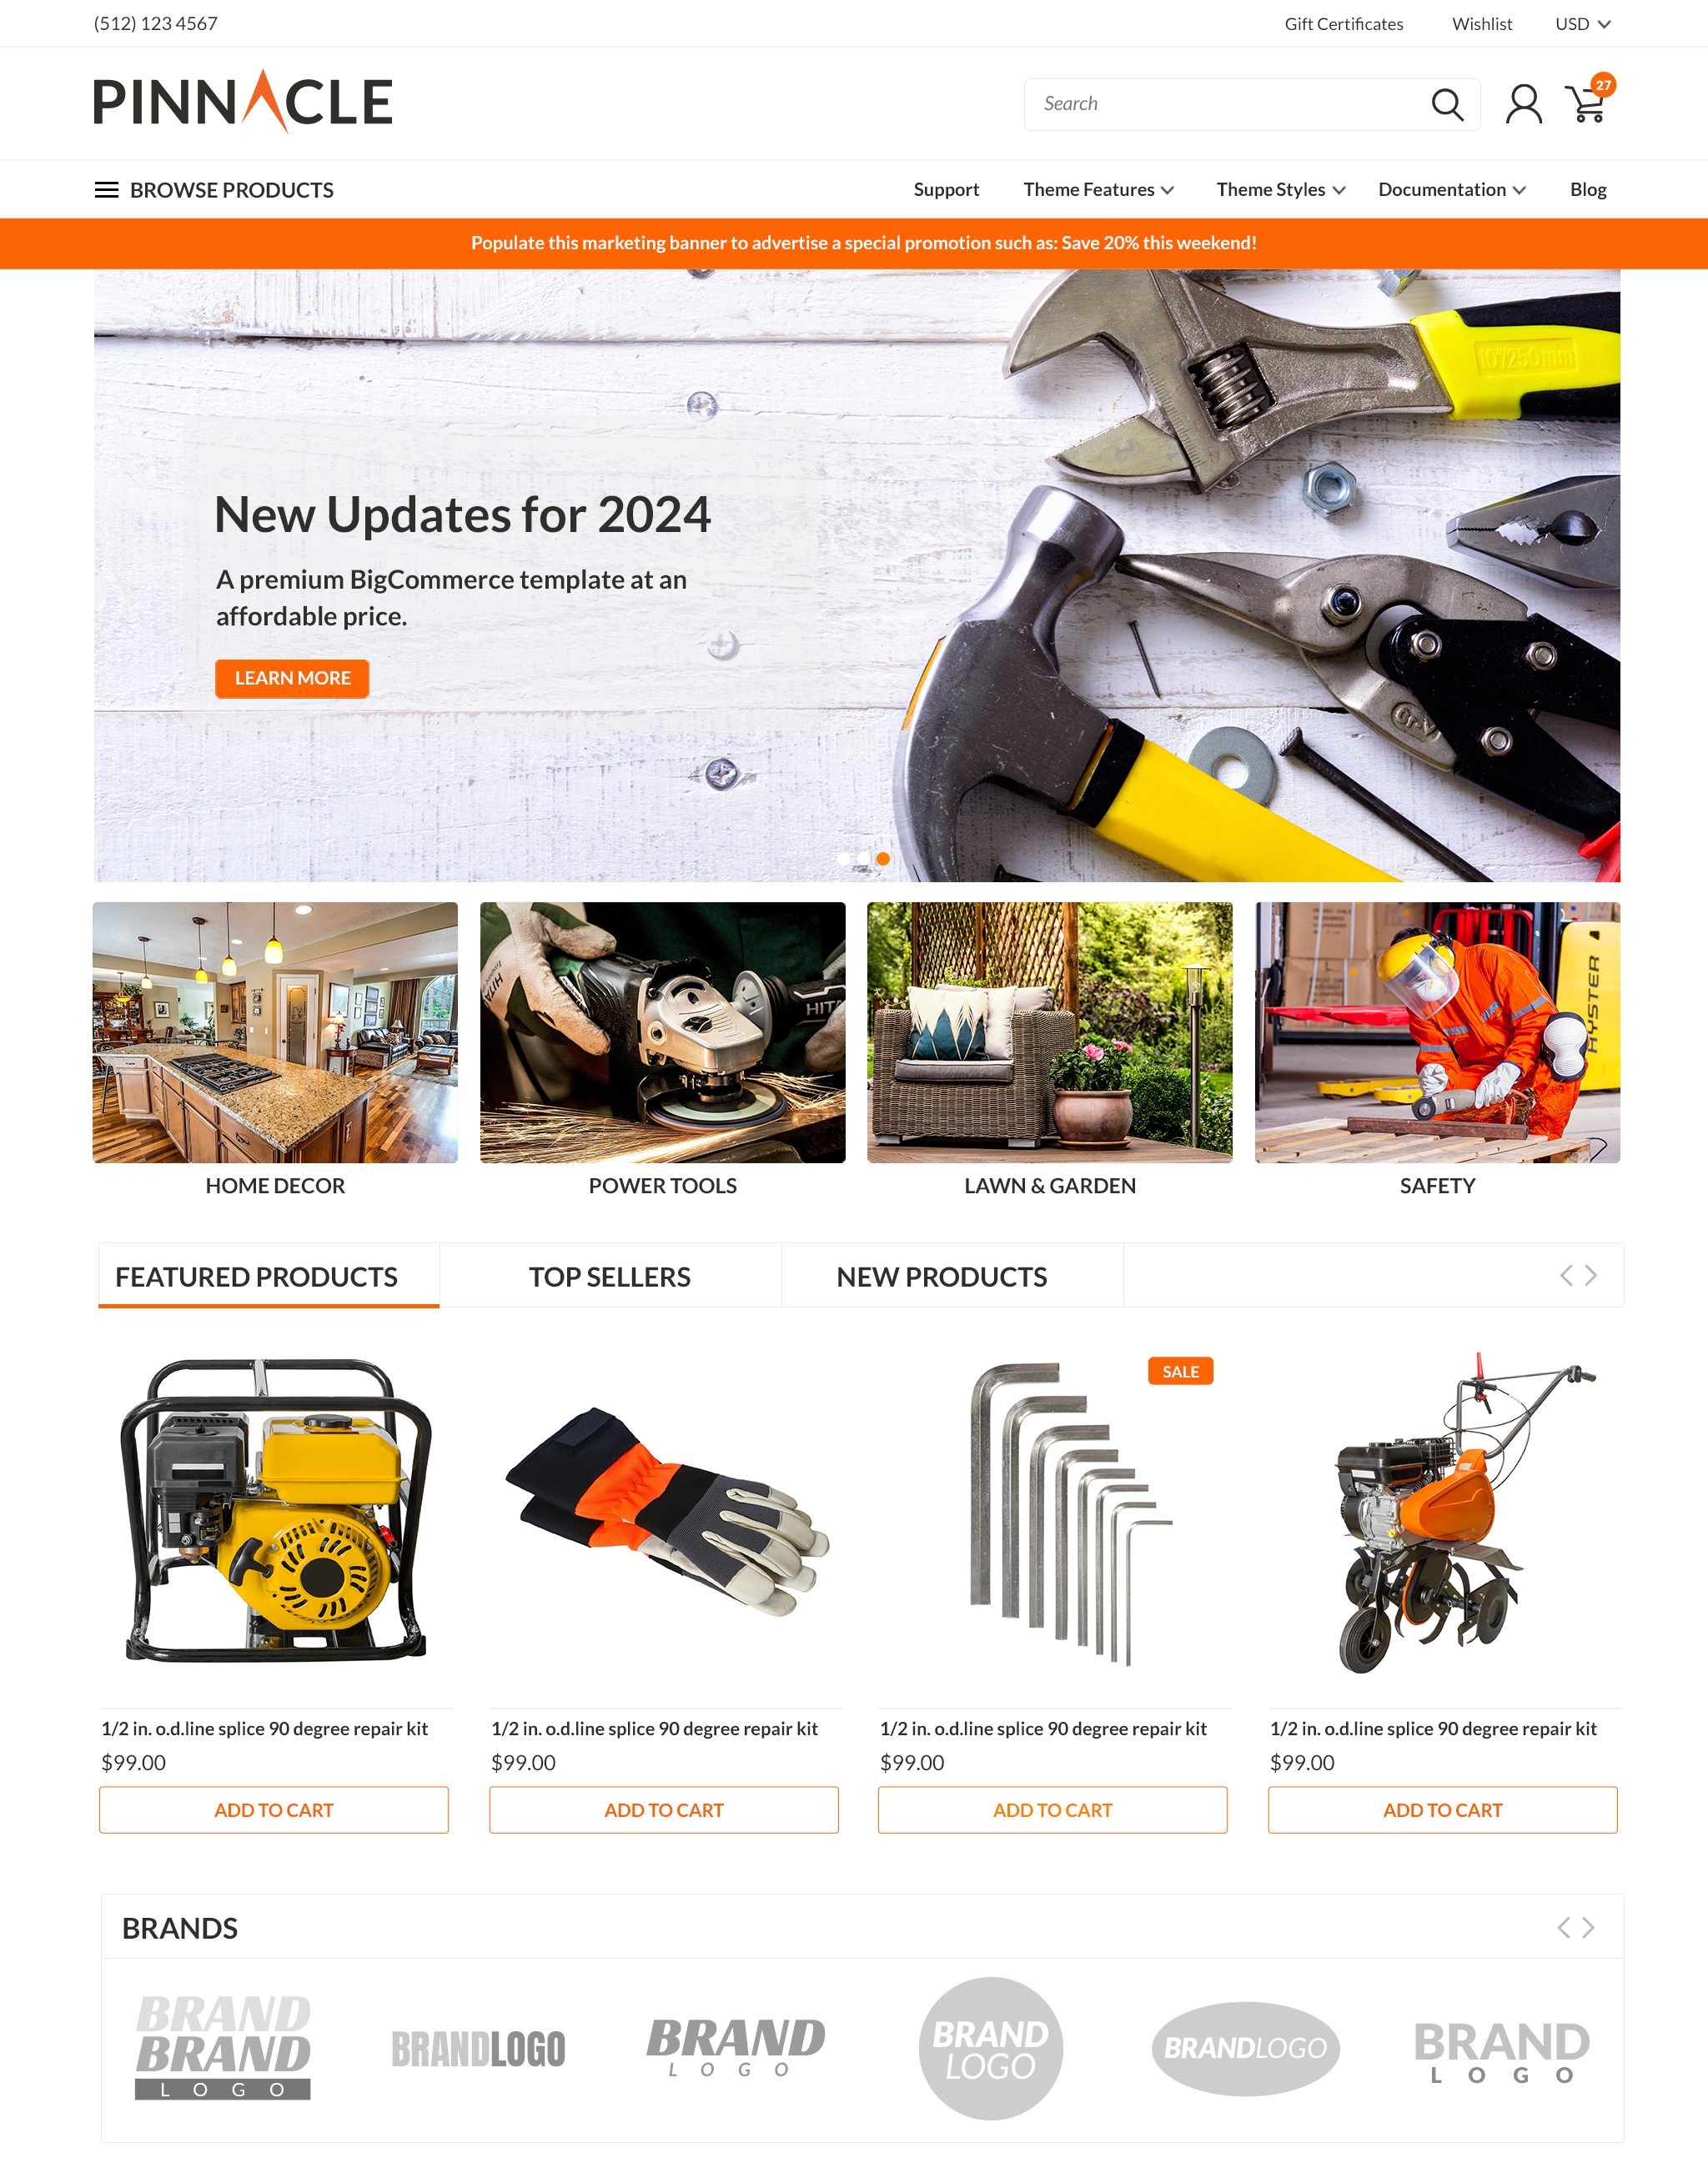 (512) 123 4567
Gift Certificates
Wishlist
USD
PINNACLE
Search
27
BROWSE PRODUCTS
Support
Theme Features
Theme Styles
Documentation
Blog
Populate this marketing banner to advertise a special promotion such as: Save 20% this weekend!
10"/250mm
New Updates for 2024
A premium BigCommerce template at an
affordable price.
LEARN MORE
Cr-V
HITA
HYSTER
HOME DECOR
POWER TOOLS
LAWN & GARDEN
SAFETY
FEATURED PRODUCTS
TOP SELLERS
NEW PRODUCTS
SALE
1/2 in. o.d.line splice 90 degree repair kit
$99.00
ADD TO CART
1/2 in. o.d.line splice 90 degree repair kit
$99.00
ADD TO CART
1/2 in. o.d.line splice 90 degree repair kit
$99.00
ADD TO CART
1/2 in. o.d.line splice 90 degree repair kit
$99.00
ADD TO CART
BRANDS
BRAND
BRAND
LOGO
BRANDLOGO
BRAND
LOGO
BRAND
LOGO
BRANDLOGO
BRAND
LOGO